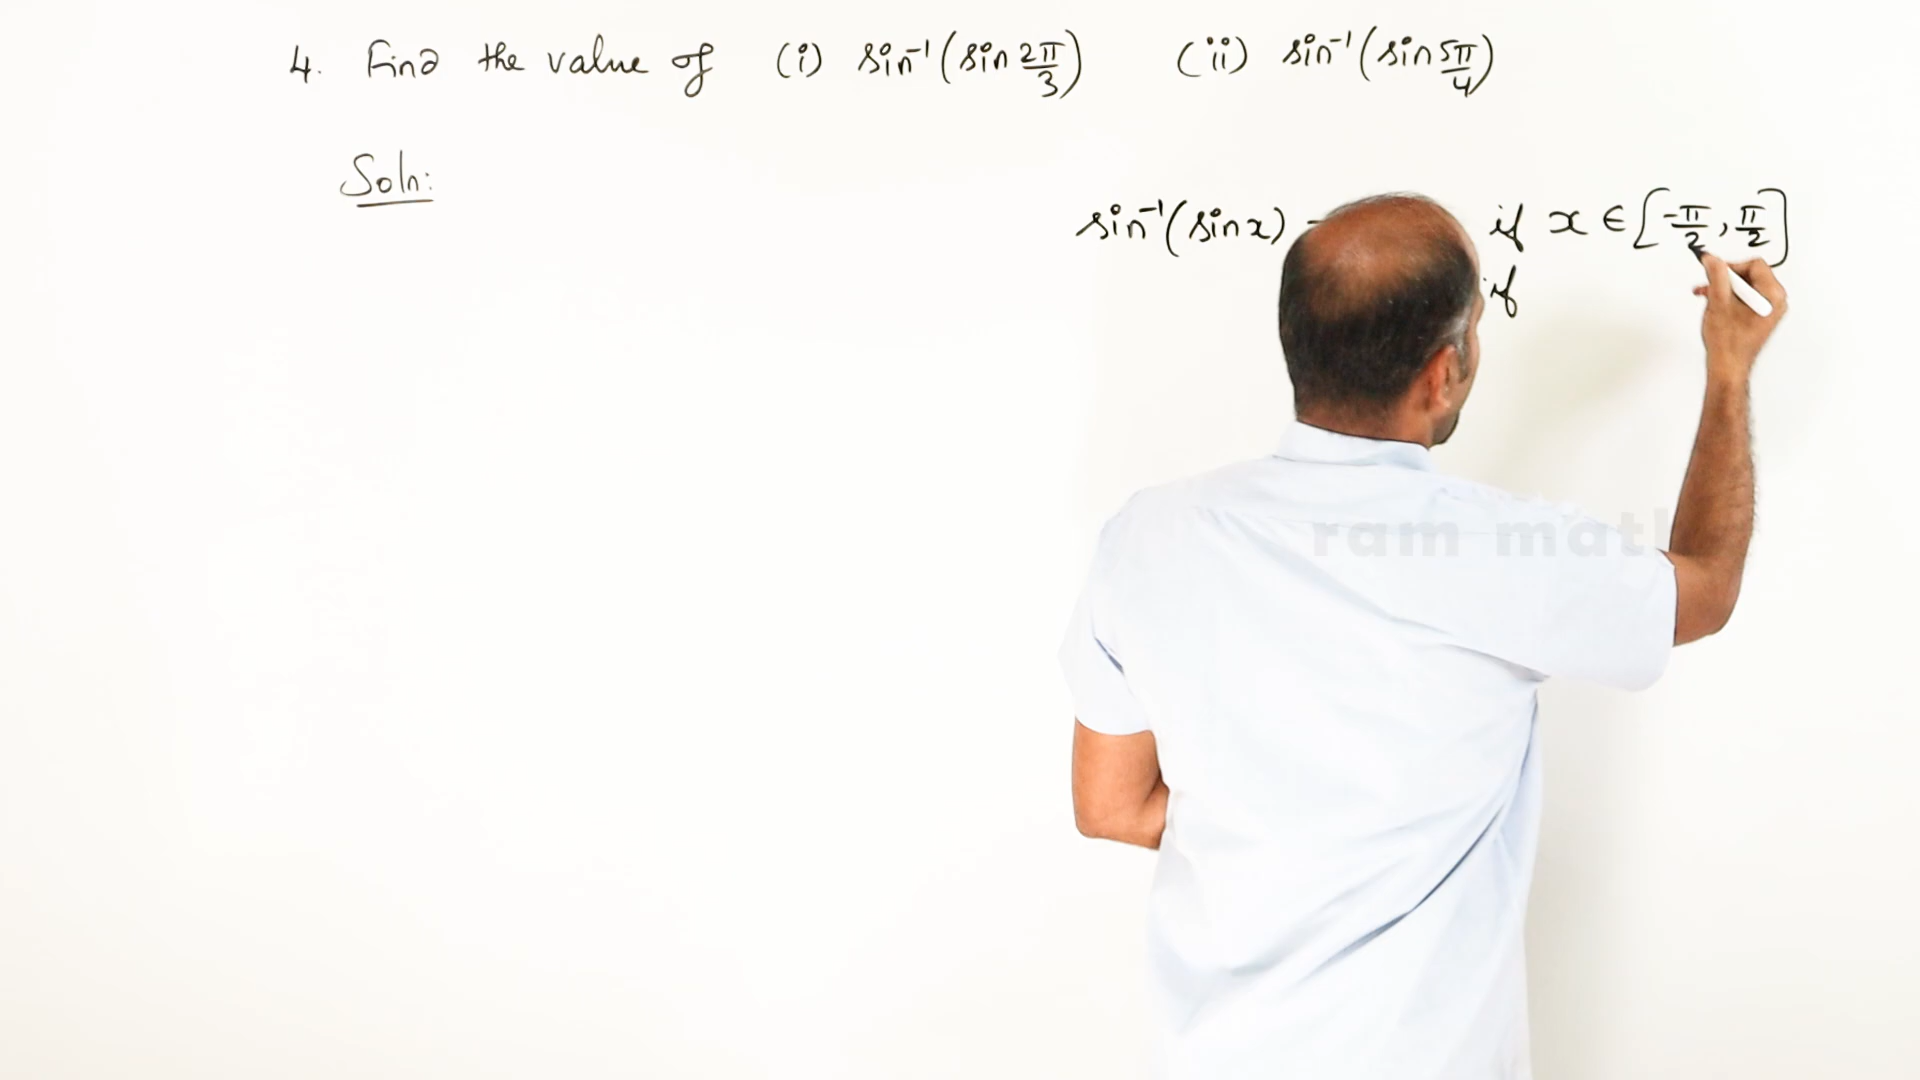 4. Find the value of (i) sin⁻¹(sin 2π/3) (ii) sin⁻¹(sin 5π/4)
Soln:
sin⁻¹(sin x) if x ∈ [-π/2, π/2]
if
ram